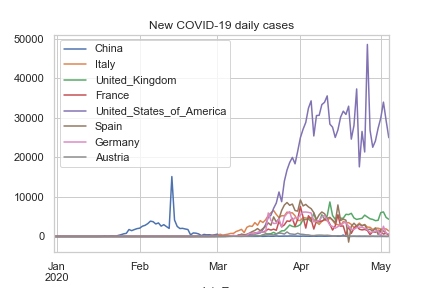 New COVID-19 daily cases
50000
40000
30000
20000
10000
0
China
Italy
United_Kingdom
France
United_States_of_America
Spain
Germany
Austria
Jan
2020
Feb
Mar
Apr
May